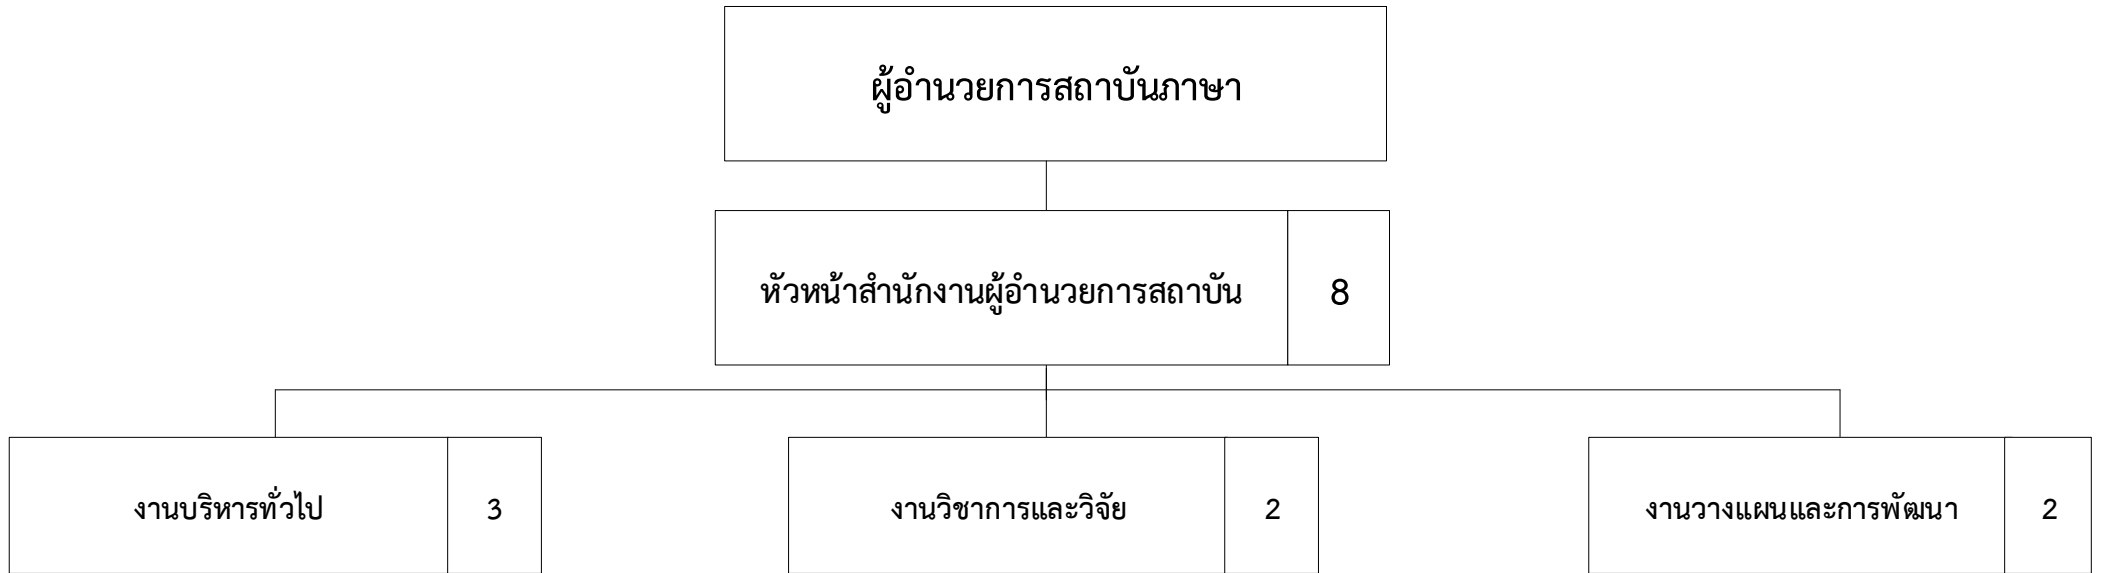 ผู้อำนวยการสถาบันภาษา
หัวหน้าสำนักงานผู้อำนวยการสถาบัน 8
งานบริหารทั่วไป 3
งานวิชาการและวิจัย 2
งานวางแผนและการพัฒนา 2